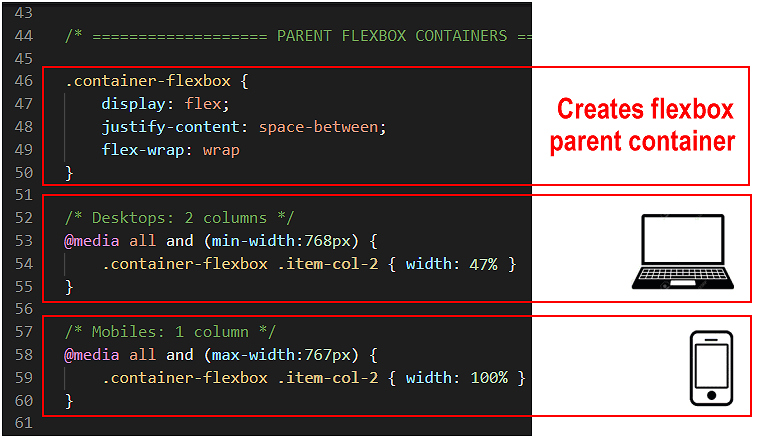 43
44 /* =================== PARENT FLEXBOX CONTAINERS ==
45
46 .container-flexbox {
47 display: flex;
48 justify-content: space-between;
49 flex-wrap: wrap
50 }
51
52 /* Desktops: 2 columns */
53 @media all and (min-width:768px) {
54 .container-flexbox .item-col-2 { width: 47% }
55 }
56
57 /* Mobiles: 1 column */
58 @media all and (max-width:767px) {
59 .container-flexbox .item-col-2 { width: 100% }
60 }
61
Creates flexbox
parent container